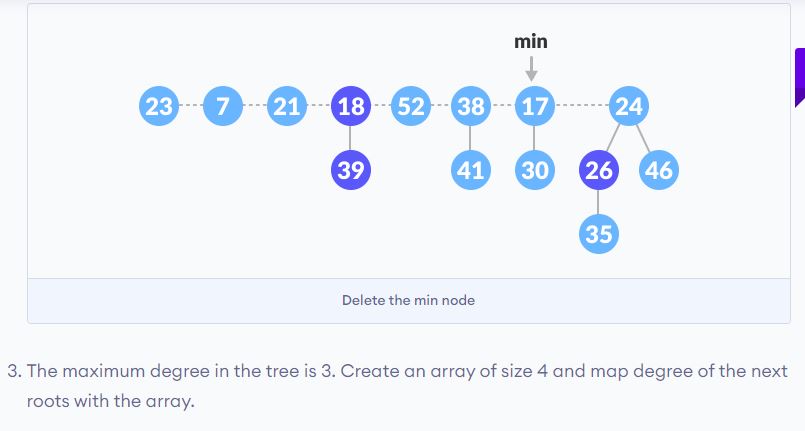 min
23 7 21 18 52 38 17 24
39 41 30 26 46
35
Delete the min node
3. The maximum degree in the tree is 3. Create an array of size 4 and map degree of the next
roots with the array.